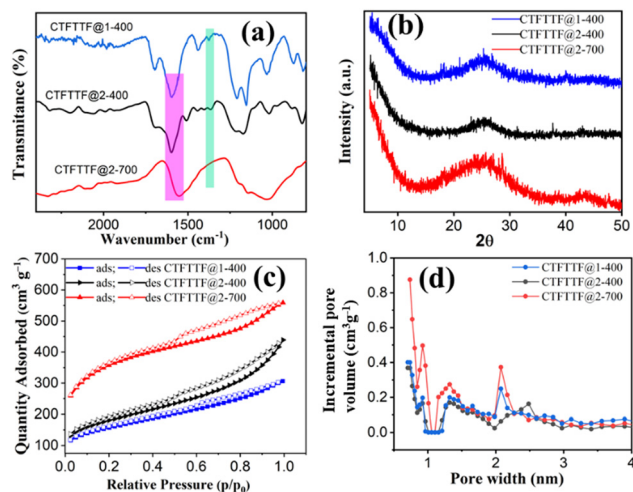 (a)
CTFTTF@1-400
CTFTTF@2-400
CTFTTF@2-700
Transmitance (%)
2000 1500 1000
Wavenumber (cm-1)
(b)
CTFTTF@1-400
CTFTTF@2-400
CTFTTF@2-700
Intensity (a.u.)
10 20 30 40 50
2θ
(c)
ads; des CTFTTF@1-400
ads; des CTFTTF@2-400
ads; des CTFTTF@2-700
Quantity Adsorbed (cm3 g-1)
700
600
500
400
300
200
100
0.0 0.2 0.4 0.6 0.8 1.0
Relative Pressure (p/p0)
(d)
CTFTTF@1-400
CTFTTF@2-400
CTFTTF@2-700
Incremental pore
volume (cm3g-1)
1.0
0.8
0.6
0.4
0.2
0.0
1 2 3 4
Pore width (nm)